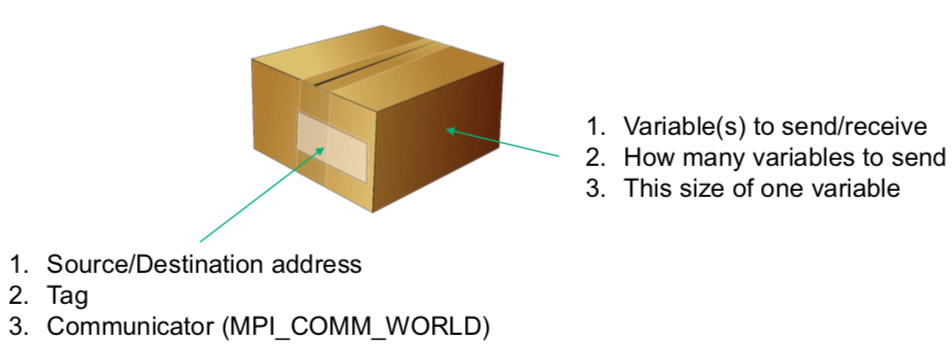 1. Variable(s) to send/receive
2. How many variables to send
3. This size of one variable
1. Source/Destination address
2. Tag
3. Communicator (MPI_COMM_WORLD)